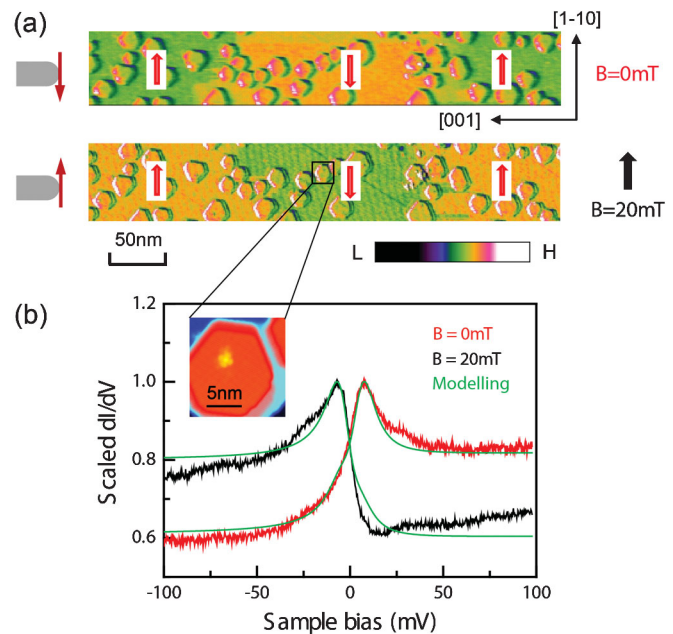 (a)
[1-10]
B=0mT
[001]
B=20mT
50nm
L H
(b)
1.2
1.0
0.8
0.6
Scaled dI/dV
5nm
B = 0mT
B = 20mT
Modelling
-100 -50 0 50 100
Sample bias (mV)